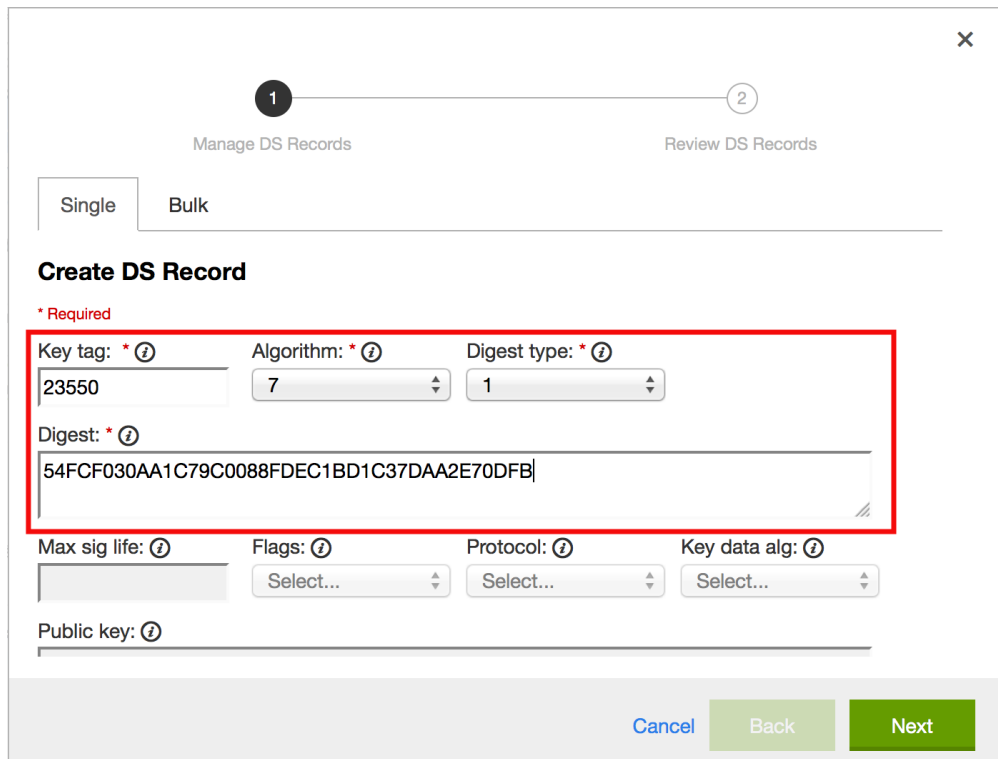 ×
1 2
Manage DS Records Review DS Records
Single Bulk
Create DS Record
* Required
Key tag: * i Algorithm: * i Digest type: * i
23550 7 1
Digest: * i
54FCF030AA1C79C0088FDEC1BD1C37DAA2E70DFB
Max sig life: i Flags: i Protocol: i Key data alg: i
Select... Select... Select...
Public key: i
Cancel Back Next